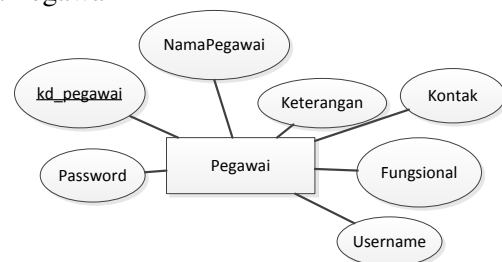 NamaPegawai
kd_pegawai
Keterangan
Kontak
Pegawai
Password
Fungsional
Username